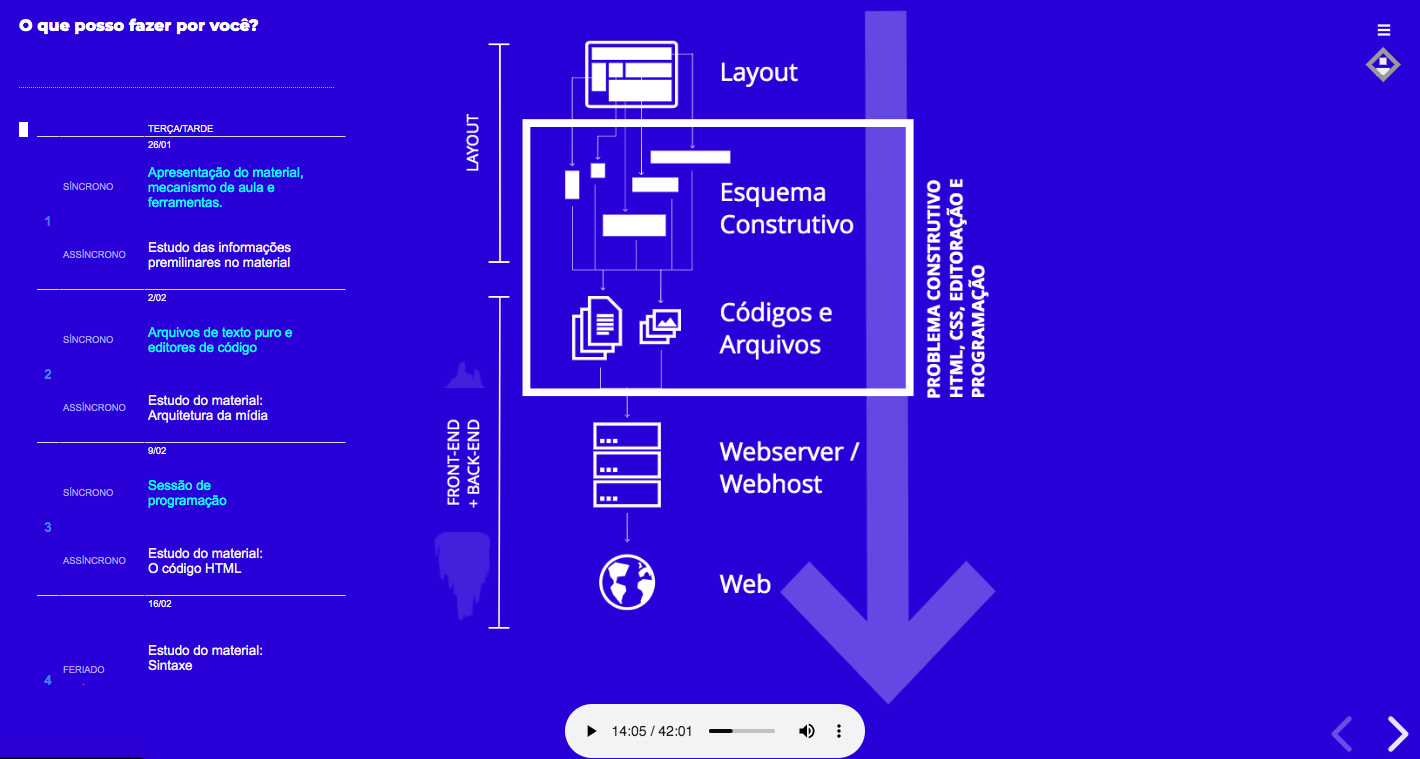 O que posso fazer por você?
TERÇA/TARDE
26/01
SÍNCRONO
Apresentação do material,
mecanismo de aula e
ferramentas.
1
ASSÍNCRONO
Estudo das informações
premilinares no material
2/02
SÍNCRONO
Arquivos de texto puro e
editores de código
2
ASSÍNCRONO
Estudo do material:
Arquitetura da mídia
9/02
SÍNCRONO
Sessão de
programação
3
ASSÍNCRONO
Estudo do material:
O código HTML
16/02
Estudo do material:
Sintaxe
FERIADO
4
LAYOUT
FRONT-END
+ BACK-END
Layout
Esquema
Construtivo
Códigos e
Arquivos
Webserver /
Webhost
Web
PROBLEMA CONSTRUTIVO
HTML, CSS, EDITORAÇÃO E
PROGRAMAÇÃO
14:05 / 42:01